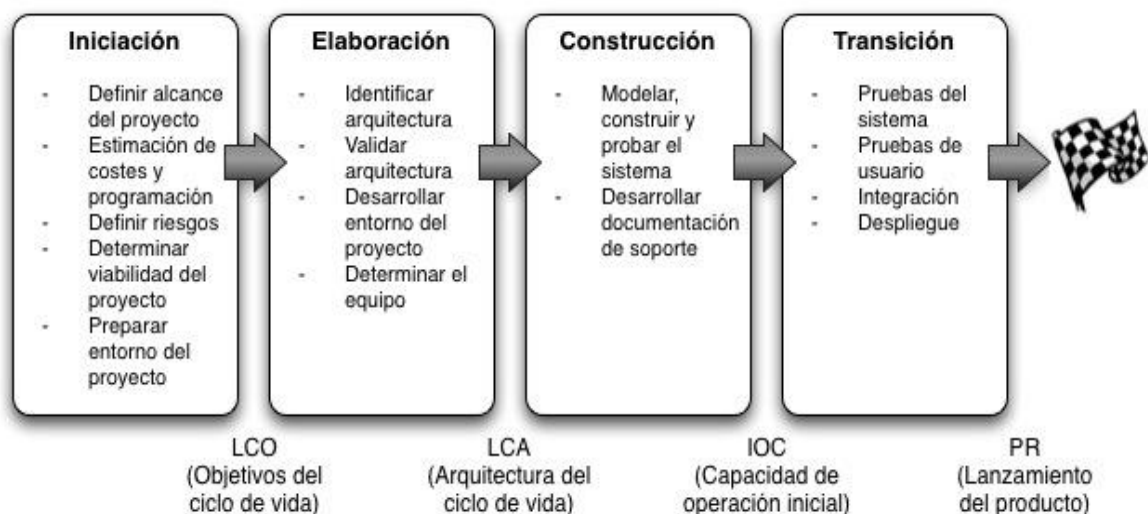 Iniciación
- Definir alcance
del proyecto
- Estimación de
costes y
programación
- Definir riesgos
- Determinar
viabilidad del
proyecto
- Preparar
entorno del
proyecto
Elaboración
- Identificar
arquitectura
- Validar
arquitectura
- Desarrollar
entorno del
proyecto
- Determinar el
equipo
Construcción
- Modelar,
construir y
probar el
sistema
- Desarrollar
documentación
de soporte
Transición
- Pruebas del
sistema
- Pruebas de
usuario
- Integración
- Despliegue
LCO
(Objetivos del
ciclo de vida)
LCA
(Arquitectura del
ciclo de vida)
IOC
(Capacidad de
operación inicial)
PR
(Lanzamiento
del producto)